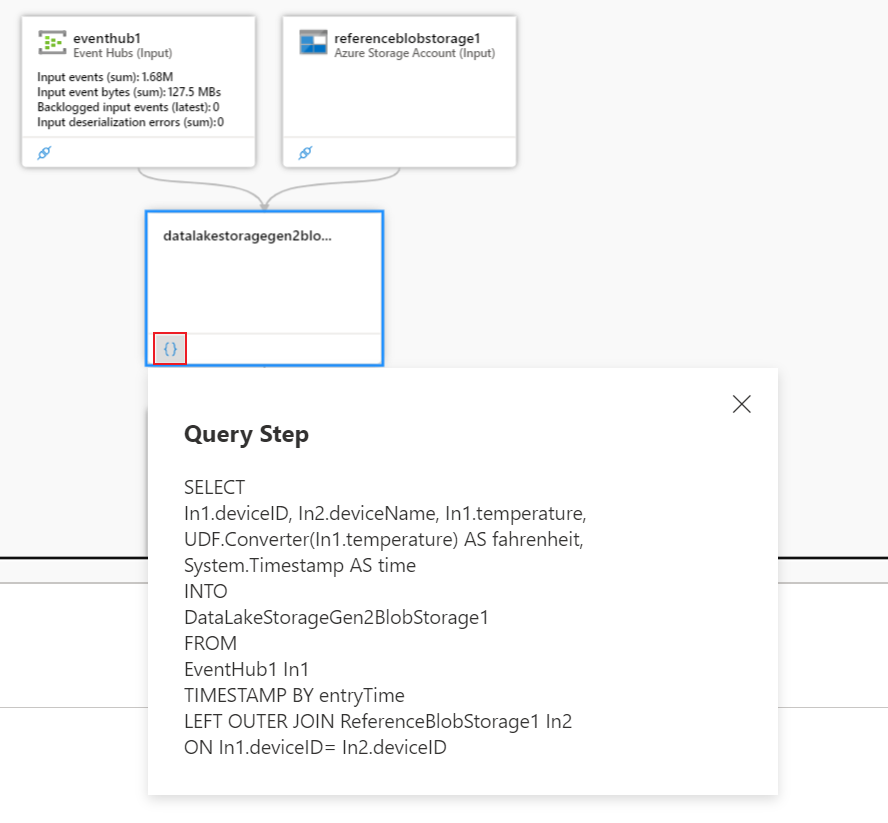 eventhub1
Event Hubs (Input)
Input events (sum): 1.68M
Input event bytes (sum): 127.5 MBs
Backlogged input events (latest): 0
Input deserialization errors (sum): 0
referenceblobstorage1
Azure Storage Account (Input)
datalakestoragegen2blo...
{}
Query Step
SELECT
In1.deviceID, In2.deviceName, In1.temperature,
UDF.Converter(In1.temperature) AS fahrenheit,
System.Timestamp AS time
INTO
DataLakeStorageGen2BlobStorage1
FROM
EventHub1 In1
TIMESTAMP BY entryTime
LEFT OUTER JOIN ReferenceBlobStorage1 In2
ON In1.deviceID= In2.deviceID